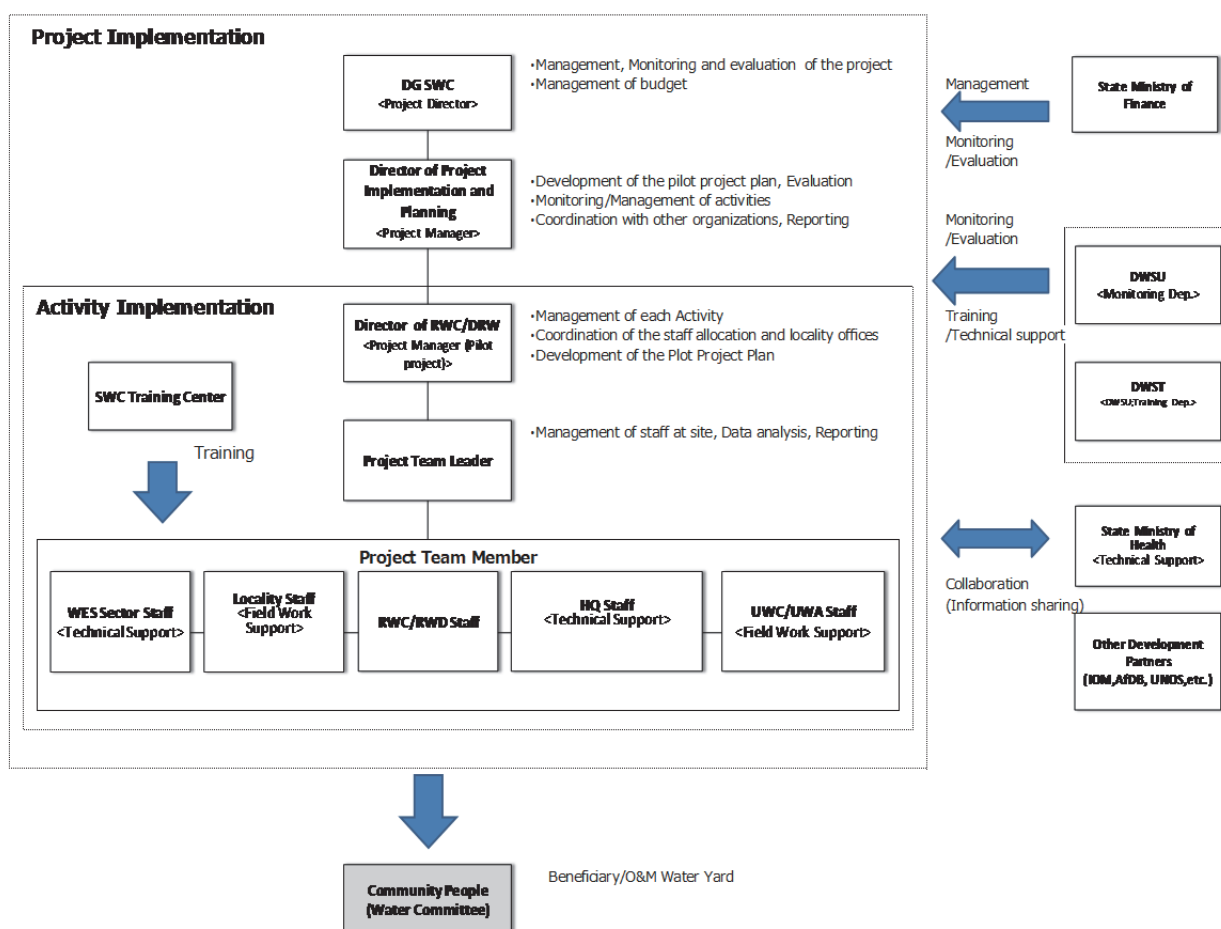 Project Implementation
DG SWC
<Project Director>
・Management, Monitoring and evaluation of the project
・Management of budget
Management
Monitoring
/Evaluation
State Ministry of
Finance
Director of Project
Implementation and
Planning
<Project Manager>
・Development of the pilot project plan, Evaluation
・Monitoring/Management of activities
・Coordination with other organizations, Reporting
Monitoring
/Evaluation
Training
/Technical support
DWSU
<Monitoring Dep.>
DWST
<DWSU,Training Dep.>
Activity Implementation
Director of RWC/DRW
<Project Manager (Pilot
project)>
・Management of each Activity
・Coordination of the staff allocation and locality offices
・Development of the Plot Project Plan
SWC Training Center
Training
Project Team Leader
・Management of staff at site, Data analysis, Reporting
Project Team Member
WES Sector Staff
<Technical Support>
Locality Staff
<Field Work
Support>
RWC/RWD Staff
HQ Staff
<Technical Support>
UWC/UWA Staff
<Field Work Support>
Collaboration
(Information sharing)
State Ministry of
Health
<Technical Support>
Other Development
Partners
(IOM,AfDB, UNOS,etc.)
Community People
(Water Committee)
Beneficiary/O&M Water Yard